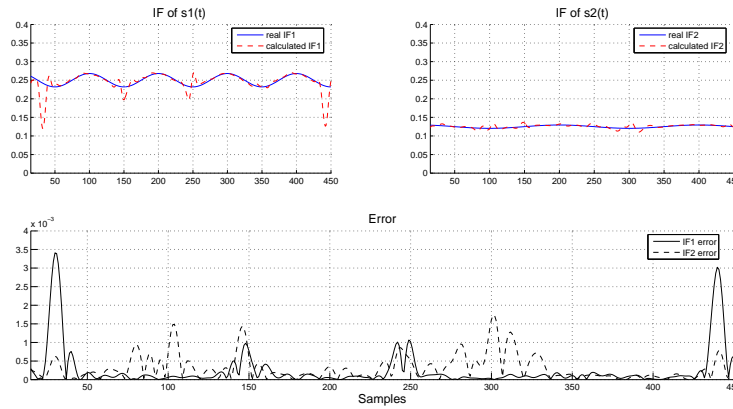 IF of s1(t)
0.4
0.35
0.3
0.25
0.2
0.15
0.1
0.05
0
50 100 150 200 250 300 350 400 450
real IF1
calculated IF1
IF of s2(t)
0.4
0.35
0.3
0.25
0.2
0.15
0.1
0.05
0
50 100 150 200 250 300 350 400 450
real IF2
calculated IF2
Error
x 10^-3
4
3.5
3
2.5
2
1.5
1
0.5
0
50 100 150 200 250 300 350 400 45
IF1 error
IF2 error
Samples